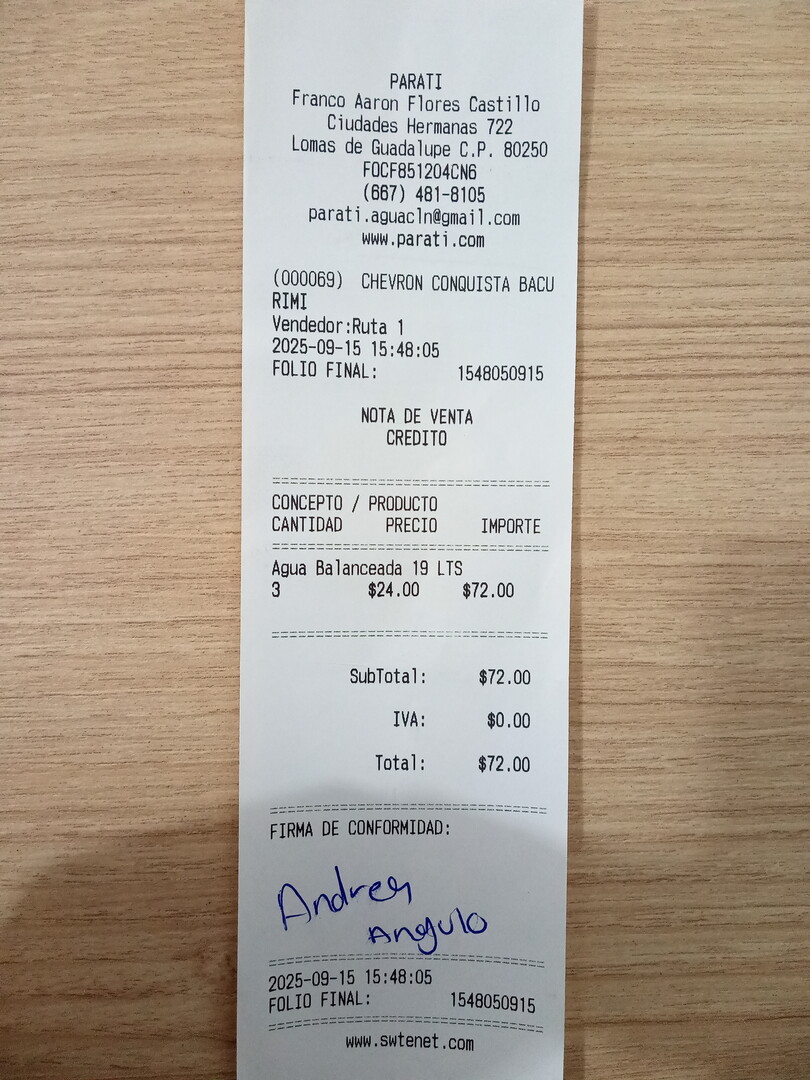 PARATI
Franco Aaron Flores Castillo
Ciudades Hermanas 722
Lomas de Guadalupe C.P. 80250
FOCF851204CN6
(667) 481-8105
parati.aguacln@gmail.com
www.parati.com
(000069) CHEVRON CONQUISTA BACU
RIMI
Vendedor:Ruta 1
2025-09-15 15:48:05
FOLIO FINAL: 1548050915
NOTA DE VENTA
CREDITO
CONCEPTO / PRODUCTO
CANTIDAD PRECIO IMPORTE
Agua Balanceada 19 LTS
3 $24.00 $72.00
SubTotal: $72.00
IVA: $0.00
Total: $72.00
FIRMA DE CONFORMIDAD:
Andrea
Angulo
2025-09-15 15:48:05
FOLIO FINAL: 1548050915
www.swtenet.com